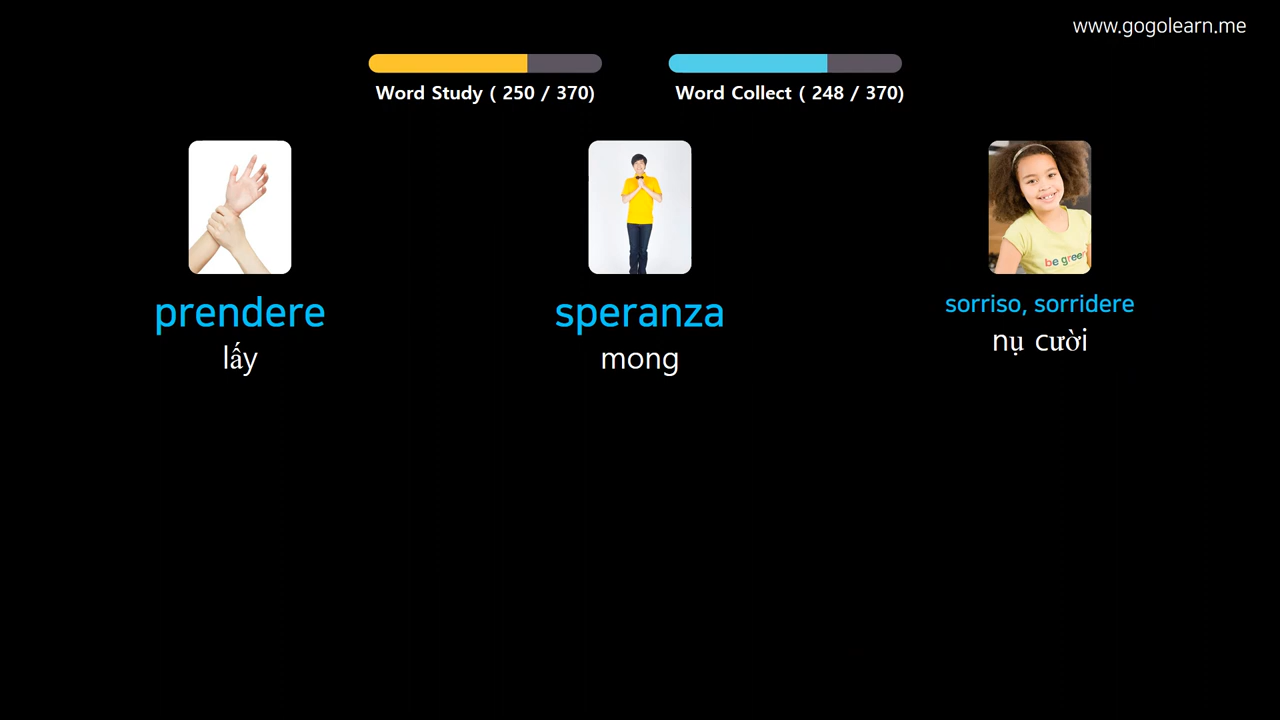 www.gogolearn.me
Word Study ( 250 / 370)
Word Collect ( 248 / 370)
prendere
lấy
speranza
mong
sorriso, sorridere
nụ cười
be green